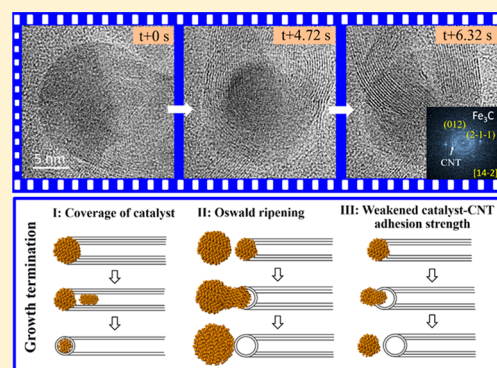 t+0 s
t+4.72 s
t+6.32 s
5 nm
Fe3C
(012)
(2-1-1)
CNT
[14-2]
Growth termination
I: Coverage of catalyst
II: Oswald ripening
III: Weakened catalyst-CNT
adhesion strength